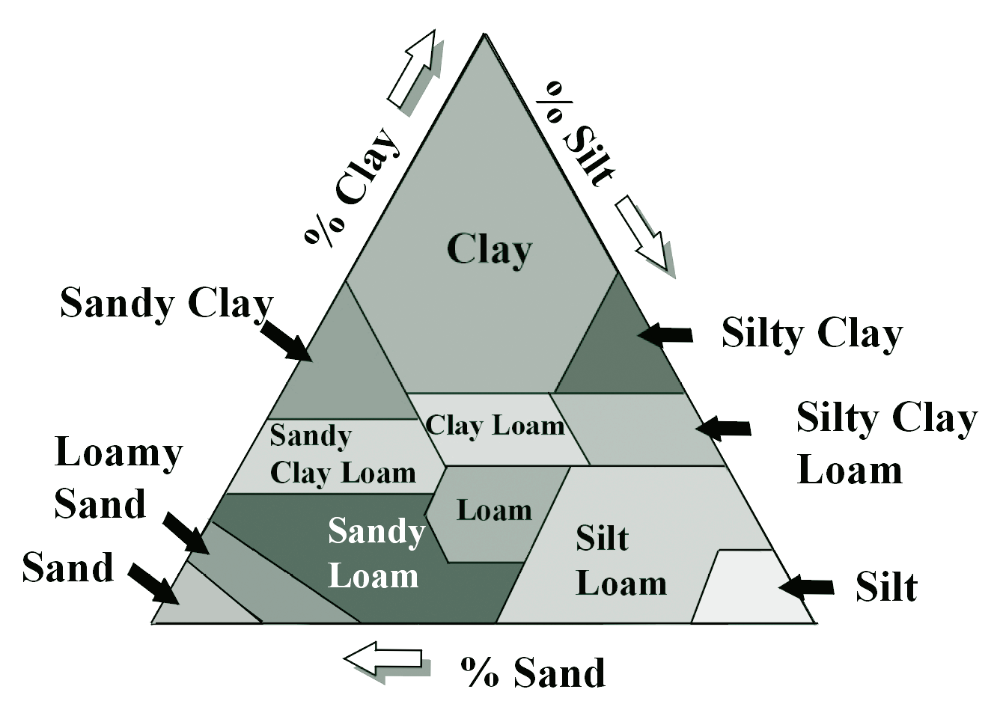 % Clay
% Silt
Clay
Sandy Clay
Silty Clay
Silty Clay
Loam
Clay Loam
Sandy
Clay Loam
Loamy
Sand
Loam
Sandy
Loam
Silt
Loam
Sand
Silt
% Sand